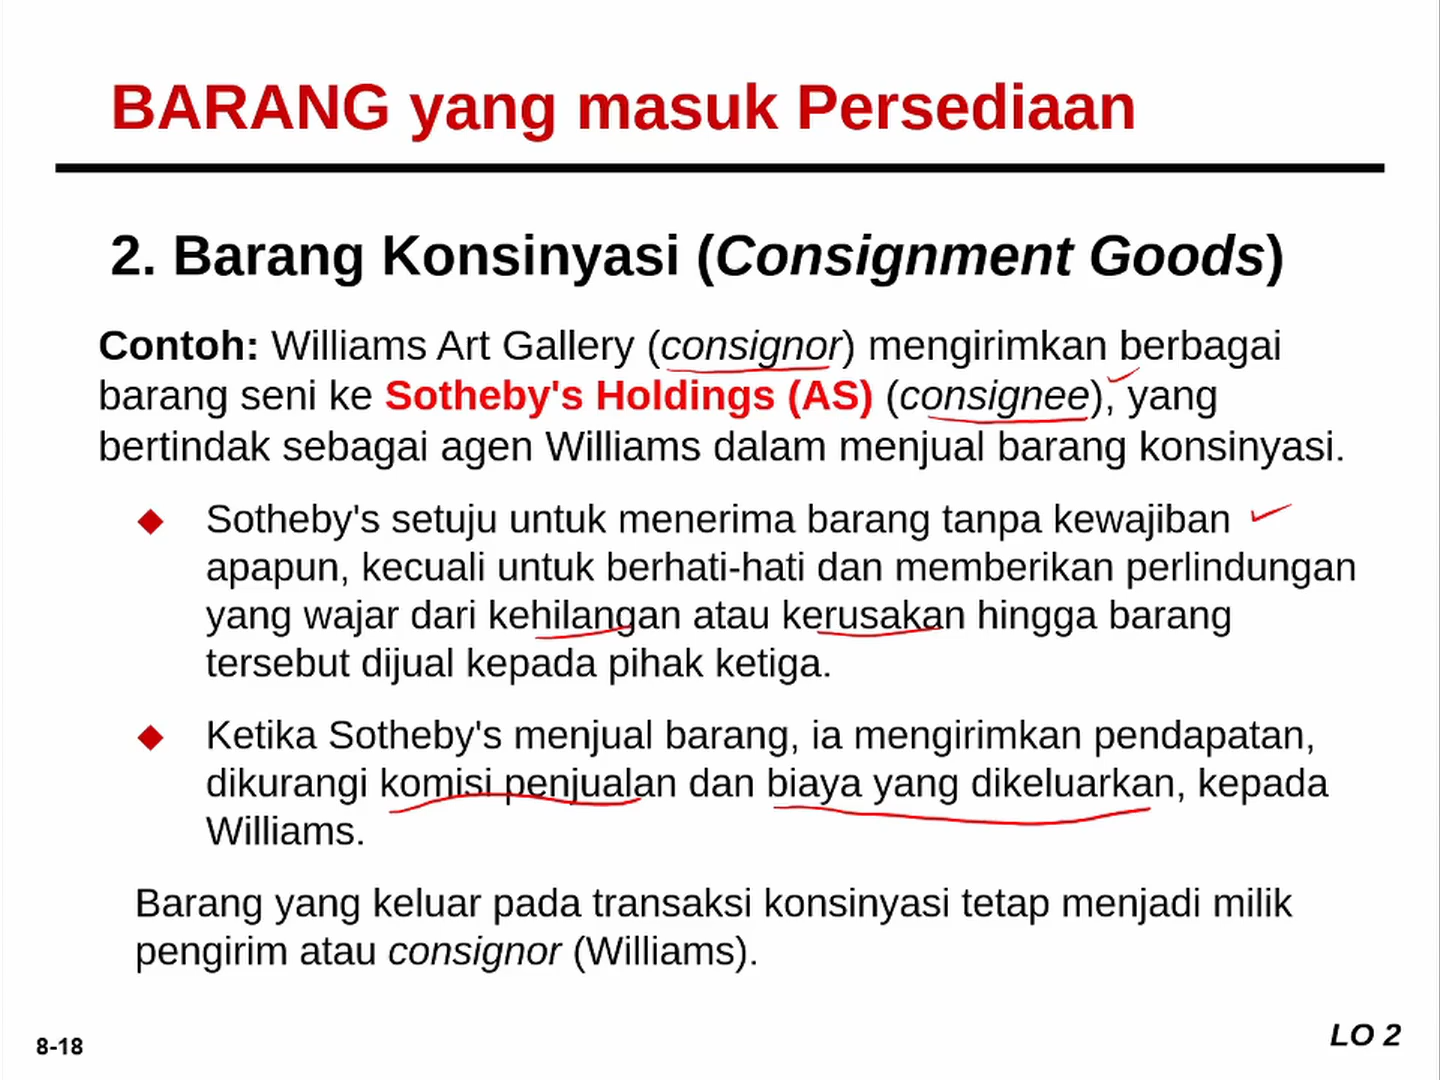 BARANG yang masuk Persediaan
2. Barang Konsinyasi (Consignment Goods)
Contoh: Williams Art Gallery (consignor) mengirimkan berbagai
barang seni ke Sotheby's Holdings (AS) (consignee), yang
bertindak sebagai agen Williams dalam menjual barang konsinyasi.
Sotheby's setuju untuk menerima barang tanpa kewajiban
apapun, kecuali untuk berhati-hati dan memberikan perlindungan
yang wajar dari kehilangan atau kerusakan hingga barang
tersebut dijual kepada pihak ketiga.
Ketika Sotheby's menjual barang, ia mengirimkan pendapatan,
dikurangi komisi penjualan dan biaya yang dikeluarkan, kepada
Williams.
Barang yang keluar pada transaksi konsinyasi tetap menjadi milik
pengirim atau consignor (Williams).
8-18
LO 2